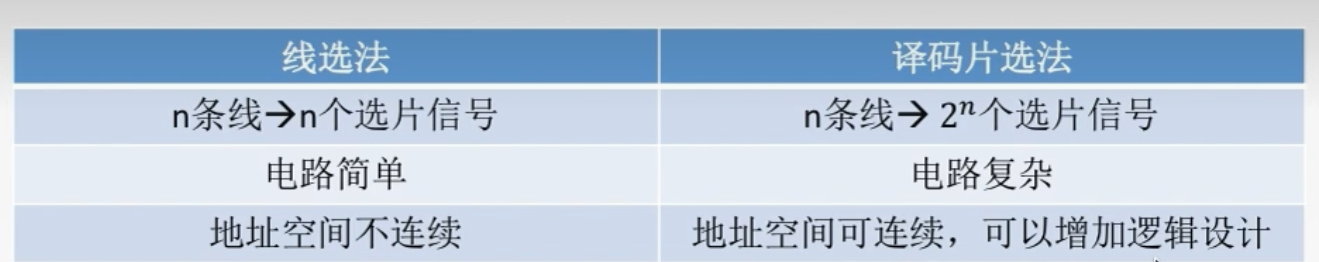 线选法 译码片选法
n条线→n个选片信号 n条线→ 2ⁿ个选片信号
电路简单 电路复杂
地址空间不连续 地址空间可连续，可以增加逻辑设计